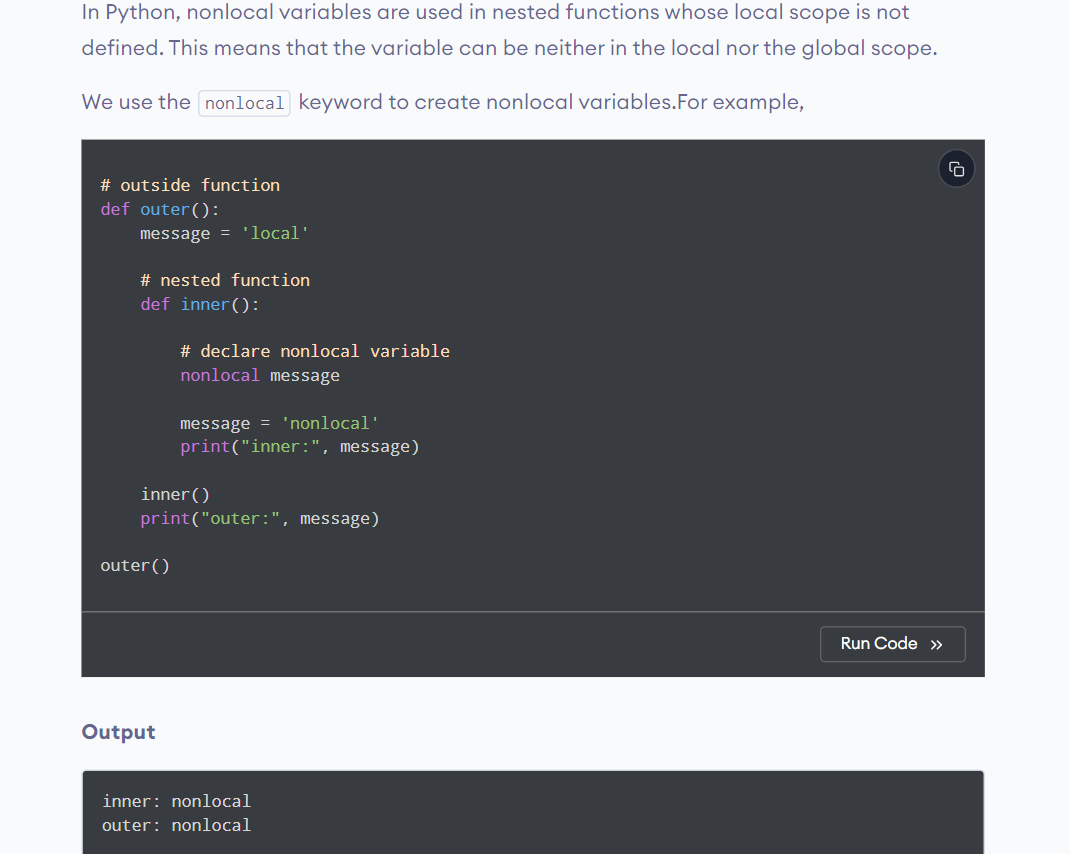 In Python, nonlocal variables are used in nested functions whose local scope is not
defined. This means that the variable can be neither in the local nor the global scope.
We use the nonlocal keyword to create nonlocal variables.For example,
# outside function
def outer():
    message = 'local'
    # nested function
    def inner():
        # declare nonlocal variable
        nonlocal message
        message = 'nonlocal'
        print("inner:", message)
    inner()
    print("outer:", message)
outer()
Run Code »
Output
inner: nonlocal
outer: nonlocal